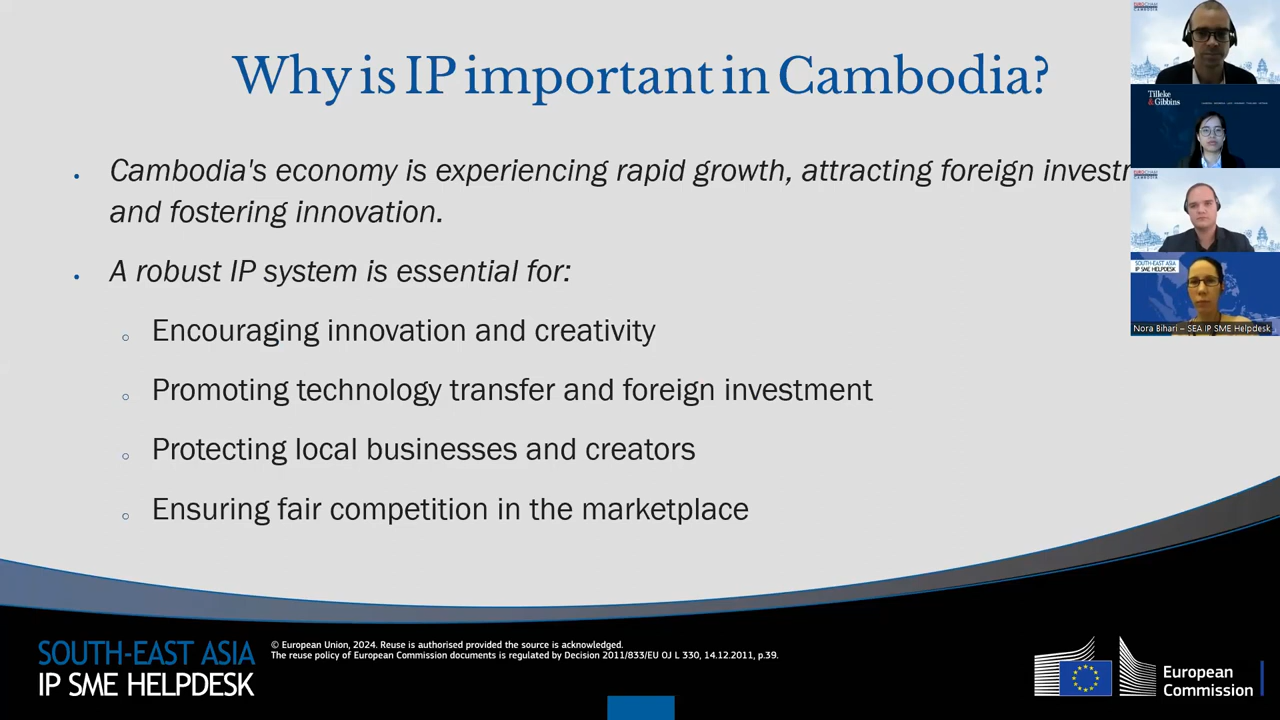 Why is IP important in Cambodia?
Cambodia's economy is experiencing rapid growth, attracting foreign
and fostering innovation.
A robust IP system is essential for:
Encouraging innovation and creativity
Promoting technology transfer and foreign investment
Protecting local businesses and creators
Ensuring fair competition in the marketplace
Tilleke
& Gibbins
SOUTH-EAST ASIA
IP SME HELPDESK
Nora Bihari – SEA IP SME Helpdesk
SOUTH-EAST ASIA
IP SME HELPDESK
© European Union, 2024. Reuse is authorised provided the source is acknowledged.
The reuse policy of European Commission documents is regulated by Decision 2011/833/EU OJ L 330, 14.12.2011, p.39.
European
Commission